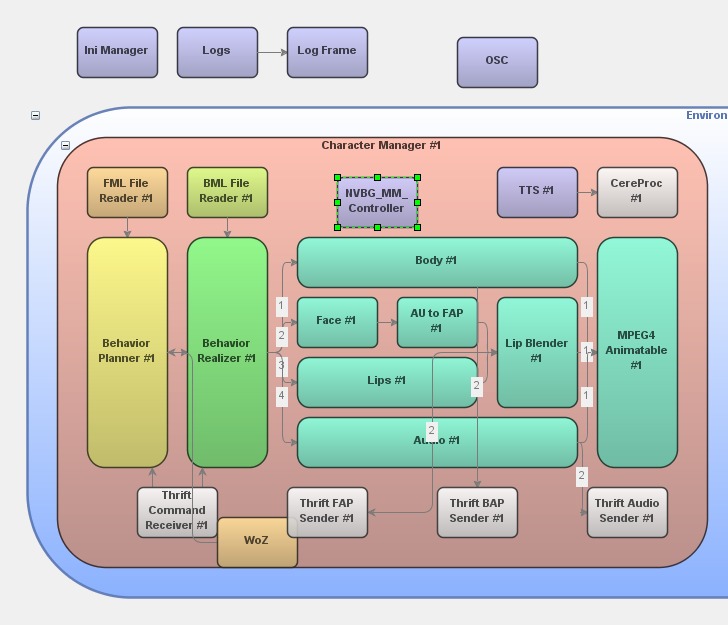 Ini Manager
Logs
Log Frame
OSC
Environ
Character Manager #1
FML File
Reader #1
BML File
Reader #1
NVBG_MM_
Controller
TTS #1
CereProc
#1
Behavior
Planner #1
Behavior
Realizer #1
Body #1
1
2
3
4
Face #1
AU to FAP
#1
Lip Blender
#1
MPEG4
Animatable
#1
1
1
1
Lips #1
2
2
Audio #1
2
Thrift
Command
Receiver #1
WoZ
Thrift FAP
Sender #1
Thrift BAP
Sender #1
Thrift Audio
Sender #1